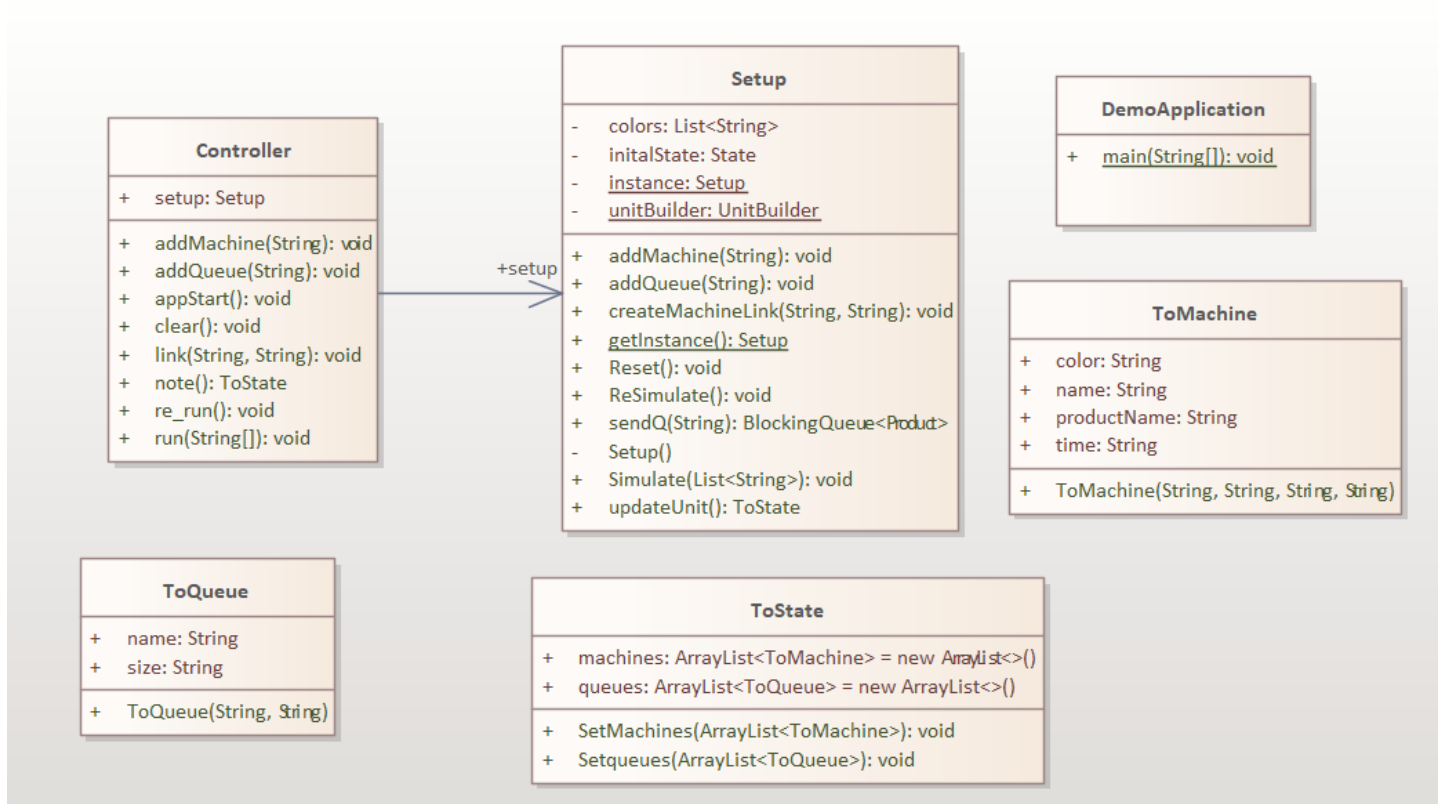 Controller
+ setup: Setup
+ addMachine(String): void
+ addQueue(String): void
+ appStart(): void
+ clear(): void
+ link(String, String): void
+ note(): ToState
+ re_run(): void
+ run(String[]): void
+setup
Setup
- colors: List<String>
- initalState: State
- instance: Setup
- unitBuilder: UnitBuilder
+ addMachine(String): void
+ addQueue(String): void
+ createMachineLink(String, String): void
+ getInstance(): Setup
+ Reset(): void
+ ReSimulate(): void
+ sendQ(String): BlockingQueue<Product>
- Setup()
+ Simulate(List<String>): void
+ updateUnit(): ToState
DemoApplication
+ main(String[]): void
ToMachine
+ color: String
+ name: String
+ productName: String
+ time: String
+ ToMachine(String, String, String, String)
ToQueue
+ name: String
+ size: String
+ ToQueue(String, String)
ToState
+ machines: ArrayList<ToMachine> = new ArrayList<>()
+ queues: ArrayList<ToQueue> = new ArrayList<>()
+ SetMachines(ArrayList<ToMachine>): void
+ Setqueues(ArrayList<ToQueue>): void